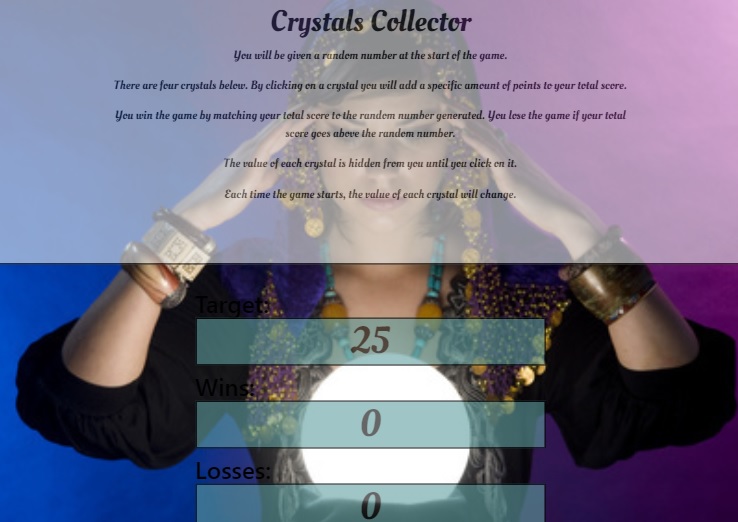 Crystals Collector
You will be given a random number at the start of the game.
There are four crystals below. By clicking on a crystal you will add a specific amount of points to your total score.
You win the game by matching your total score to the random number generated. You lose the game if your total
score goes above the random number.
The value of each crystal is hidden from you until you click on it.
Each time the game starts, the value of each crystal will change.
Target:
25
Wins:
0
Losses:
0